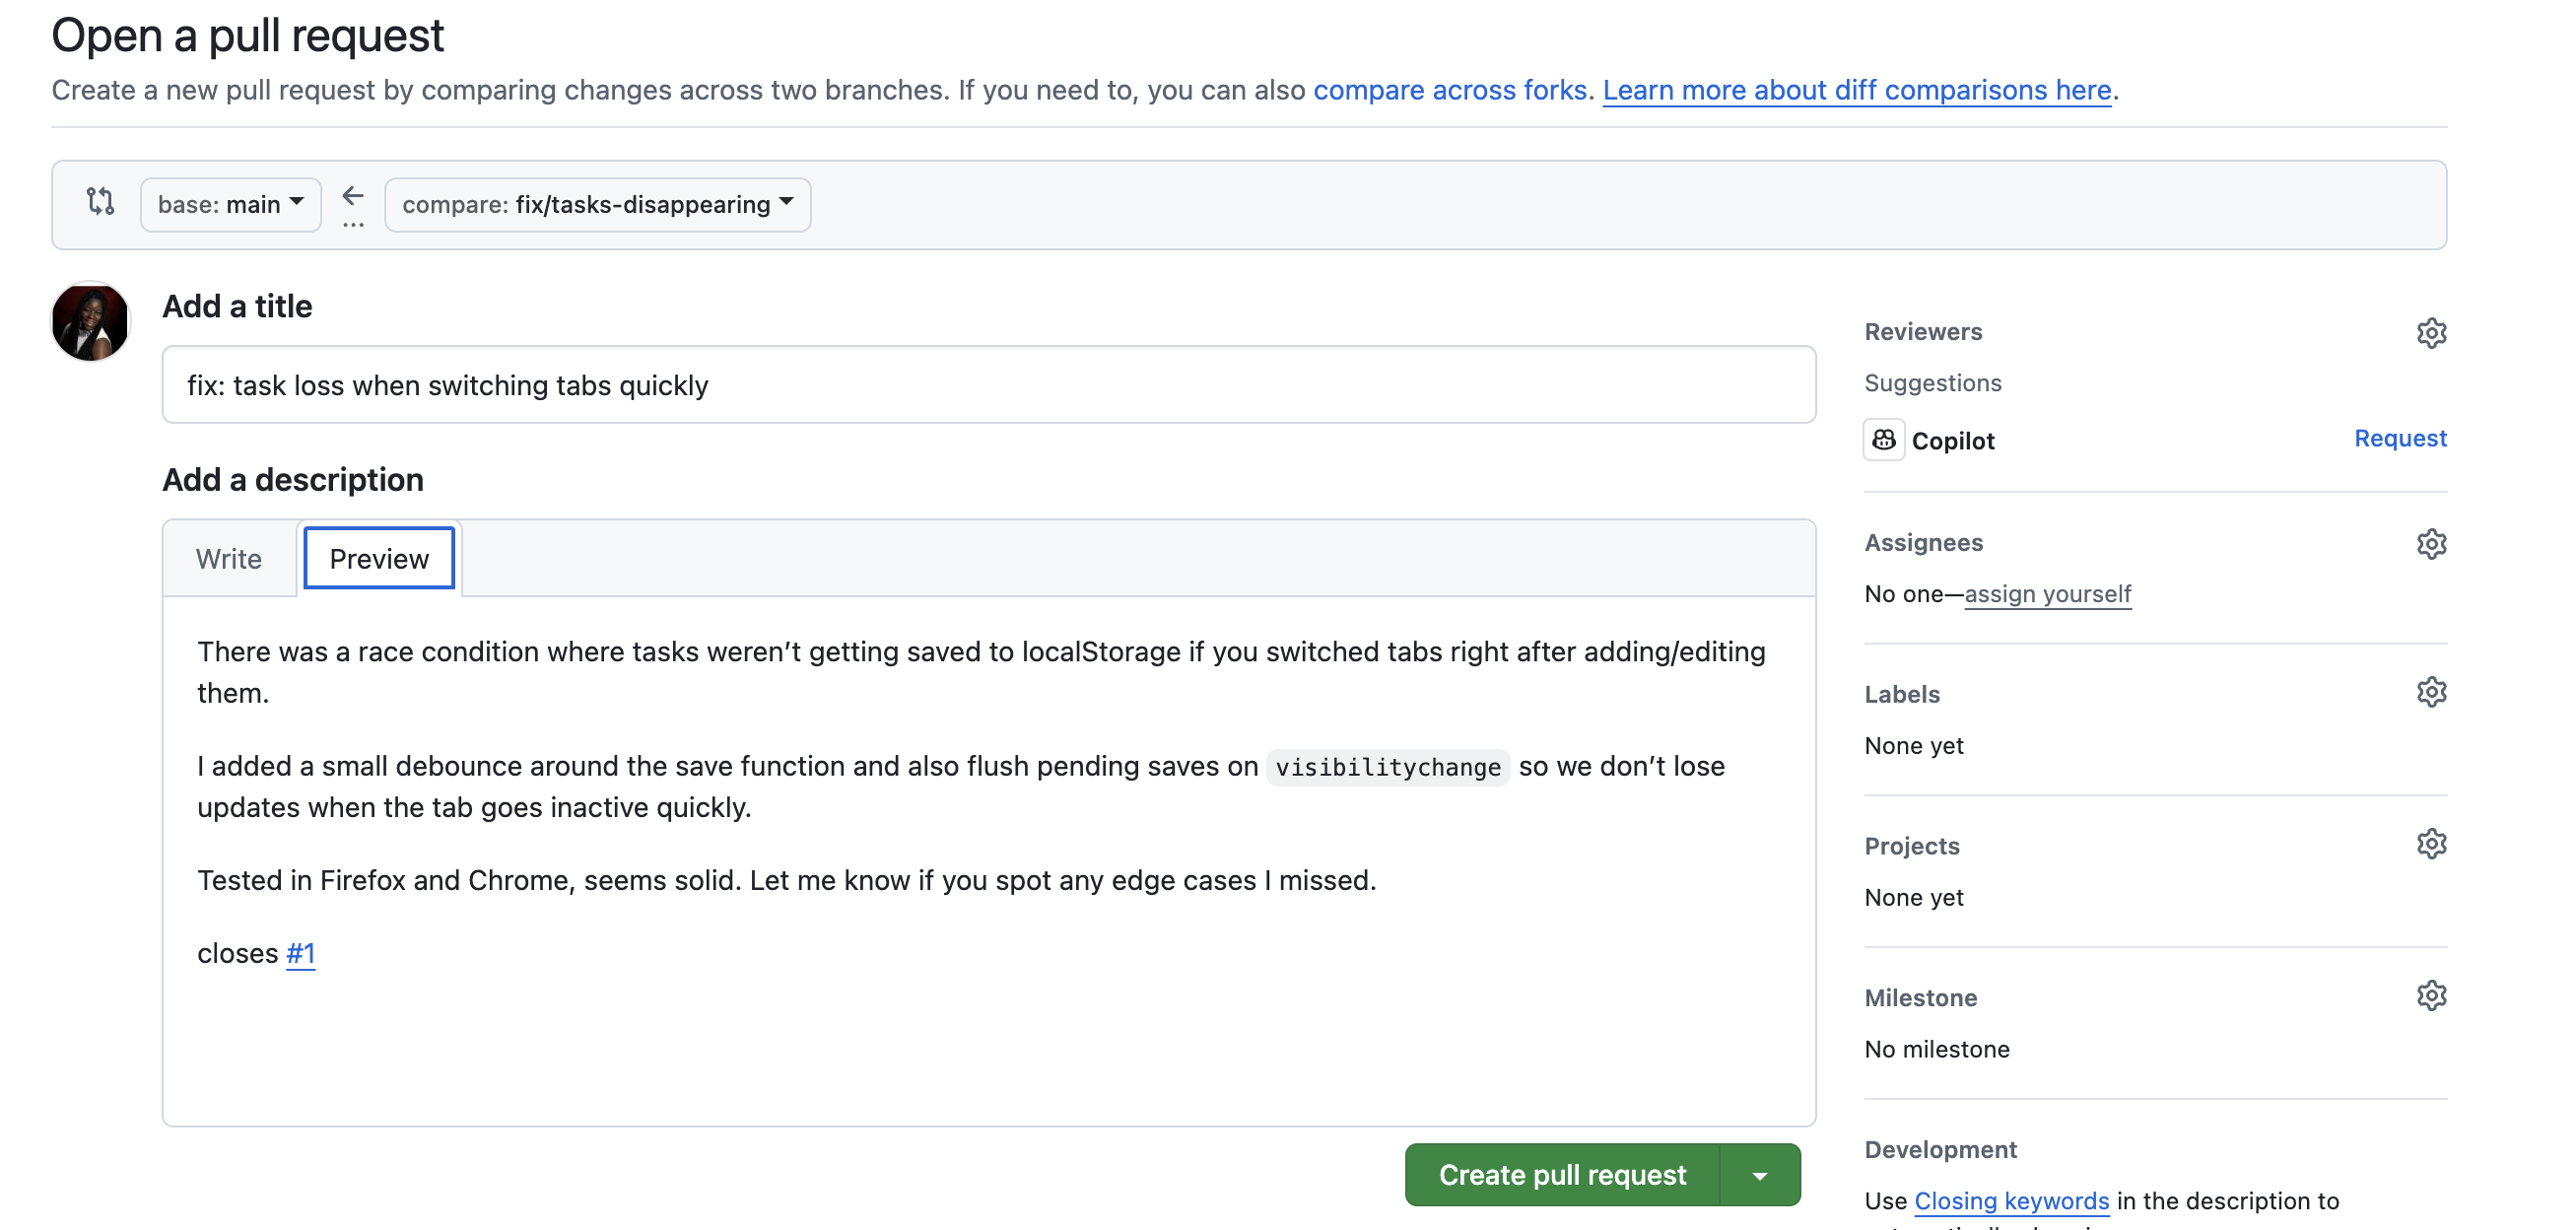 Open a pull request
Create a new pull request by comparing changes across two branches. If you need to, you can also compare across forks. Learn more about diff comparisons here.
base: main
...
compare: fix/tasks-disappearing
Add a title
fix: task loss when switching tabs quickly
Add a description
Write
Preview
There was a race condition where tasks weren’t getting saved to localStorage if you switched tabs right after adding/editing
them.
I added a small debounce around the save function and also flush pending saves on visibilitychange so we don’t lose
updates when the tab goes inactive quickly.
Tested in Firefox and Chrome, seems solid. Let me know if you spot any edge cases I missed.
closes #1
Create pull request
Reviewers
Suggestions
Copilot
Request
Assignees
No one—assign yourself
Labels
None yet
Projects
None yet
Milestone
No milestone
Development
Use Closing keywords in the description to